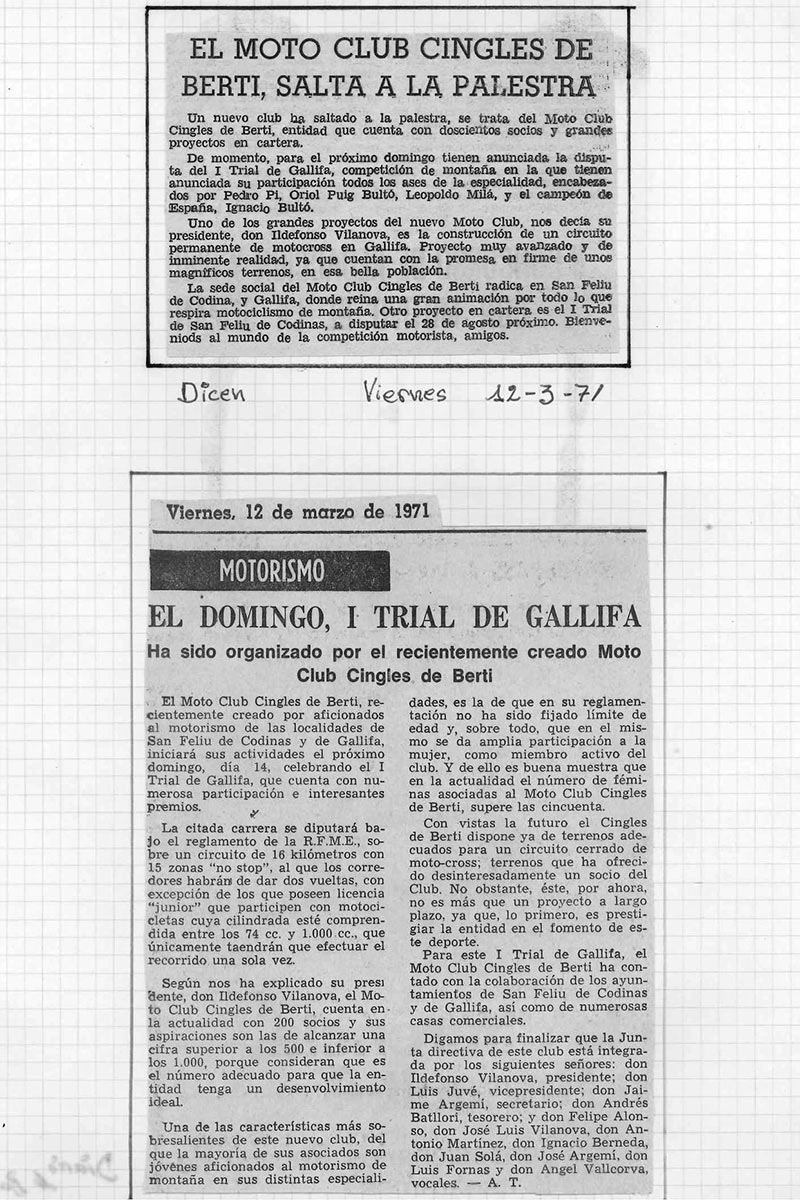 EL MOTO CLUB CINGLES DE
BERTI, SALTA A LA PALESTRA
Un nuevo club ha saltado a la palestra, se trata del Moto Club
Cingles de Berti, entidad que cuenta con doscientos socios y grandes
proyectos en cartera.
De momento, para el próximo domingo tienen anunciada la dispu-
ta del I Trial de Gallifa, competición de montaña en la que tienen
anunciada su participación todos los ases de la especialidad, encabeza-
dos por Pedro Pi, Oriol Puig Bultó, Leopoldo Milá, y el campeón de
España, Ignacio Bultó.
Uno de los grandes proyectos del nuevo Moto Club, nos decía su
presidente, don Ildefonso Vilanova, es la construcción de un circuito
permanente de motocross en Gallifa. Proyecto muy avanzado y de
inminente realidad, ya que cuentan con la promesa en firme de unos
magníficos terrenos, en esa bella población.
La sede social del Moto Club Cingles de Berti radica en San Feliu
de Codina, y Gallifa, donde reina una gran animación por todo lo que
respira motociclismo de montaña. Otro proyecto en cartera es el I Trial
de San Feliu de Codinas, a disputar el 28 de agosto próximo. Bienve-
niods al mundo de la competición motorista, amigos.
Dicen Viernes 12-3-71
Viernes, 12 de marzo de 1971
MOTORISMO
EL DOMINGO, I TRIAL DE GALLIFA
Ha sido organizado por el recientemente creado Moto
Club Cingles de Berti
El Moto Club Cingles de Berti, re-
cientemente creado por aficionados
al motorismo de las localidades de
San Feliu de Codinas y de Gallifa,
iniciará sus actividades el próximo
domingo, día 14, celebrando el I
Trial de Gallifa, que cuenta con nu-
merosa participación e interesantes
premios.
La citada carrera se diputará ba-
jo el reglamento de la R.F.M.E., so-
bre un circuito de 16 kilómetros con
15 zonas "no stop", al que los corre-
dores habrán de dar dos vueltas, con
excepción de los que poseen licencia
"junior" que participen con motoci-
cletas cuya cilindrada esté compren-
dida entre los 74 cc. y 1.000 cc., que
únicamente taendrán que efectuar el
recorrido una sola vez.
Según nos ha explicado su presi
dente, don Ildefonso Vilanova, el Mo-
to Club Cingles de Berti, cuenta en
la actualidad con 200 socios y sus
aspiraciones son las de alcanzar una
cifra superior a los 500 e inferior a
los 1.000, porque consideran que es
el número adecuado para que la en-
tidad tenga un desenvolvimiento
ideal.
Una de las características más so-
bresalientes de este nuevo club, del
que la mayoría de sus asociados son
jóvenes aficionados al motorismo de
montaña en sus distintas especiali-
dades, es la de que en su reglamen-
tación no ha sido fijado límite de
edad y, sobre todo, que en el mis-
mo se da amplia participación a la
mujer, como miembro activo del
club. Y de ello es buena muestra que
en la actualidad el número de fémi-
nas asociadas al Moto Club Cingles
de Berti, supere las cincuenta.
Con vistas la futuro el Cingles
de Berti dispone ya de terrenos ade-
cuados para un circuito cerrado de
moto-cross; terrenos que ha ofreci-
do desinteresadamente un socio del
Club. No obstante, éste, por ahora,
no es más que un proyecto a largo
plazo, ya que, lo primero, es presti-
giar la entidad en el fomento de es-
te deporte.
Para este I Trial de Gallifa, el
Moto Club Cingles de Berti ha con-
tado con la colaboración de los ayun-
tamientos de San Feliu de Codinas
y de Gallifa, así como de numerosas
casas comerciales.
Digamos para finalizar que la Jun-
ta directiva de este club está integra-
da por los siguientes señores: don
Ildefonso Vilanova, presidente; don
Luis Juvé, vicepresidente; don Jai-
me Argemí, secretario; don Andrés
Batllori, tesorero; y don Felipe Alon-
so, don José Luis Vilanova, don An-
tonio Martínez, don Ignacio Berneda,
don Juan Solá, don José Argemí, don
Luis Fornas y don Angel Vallcorva,
vocales. — A. T.